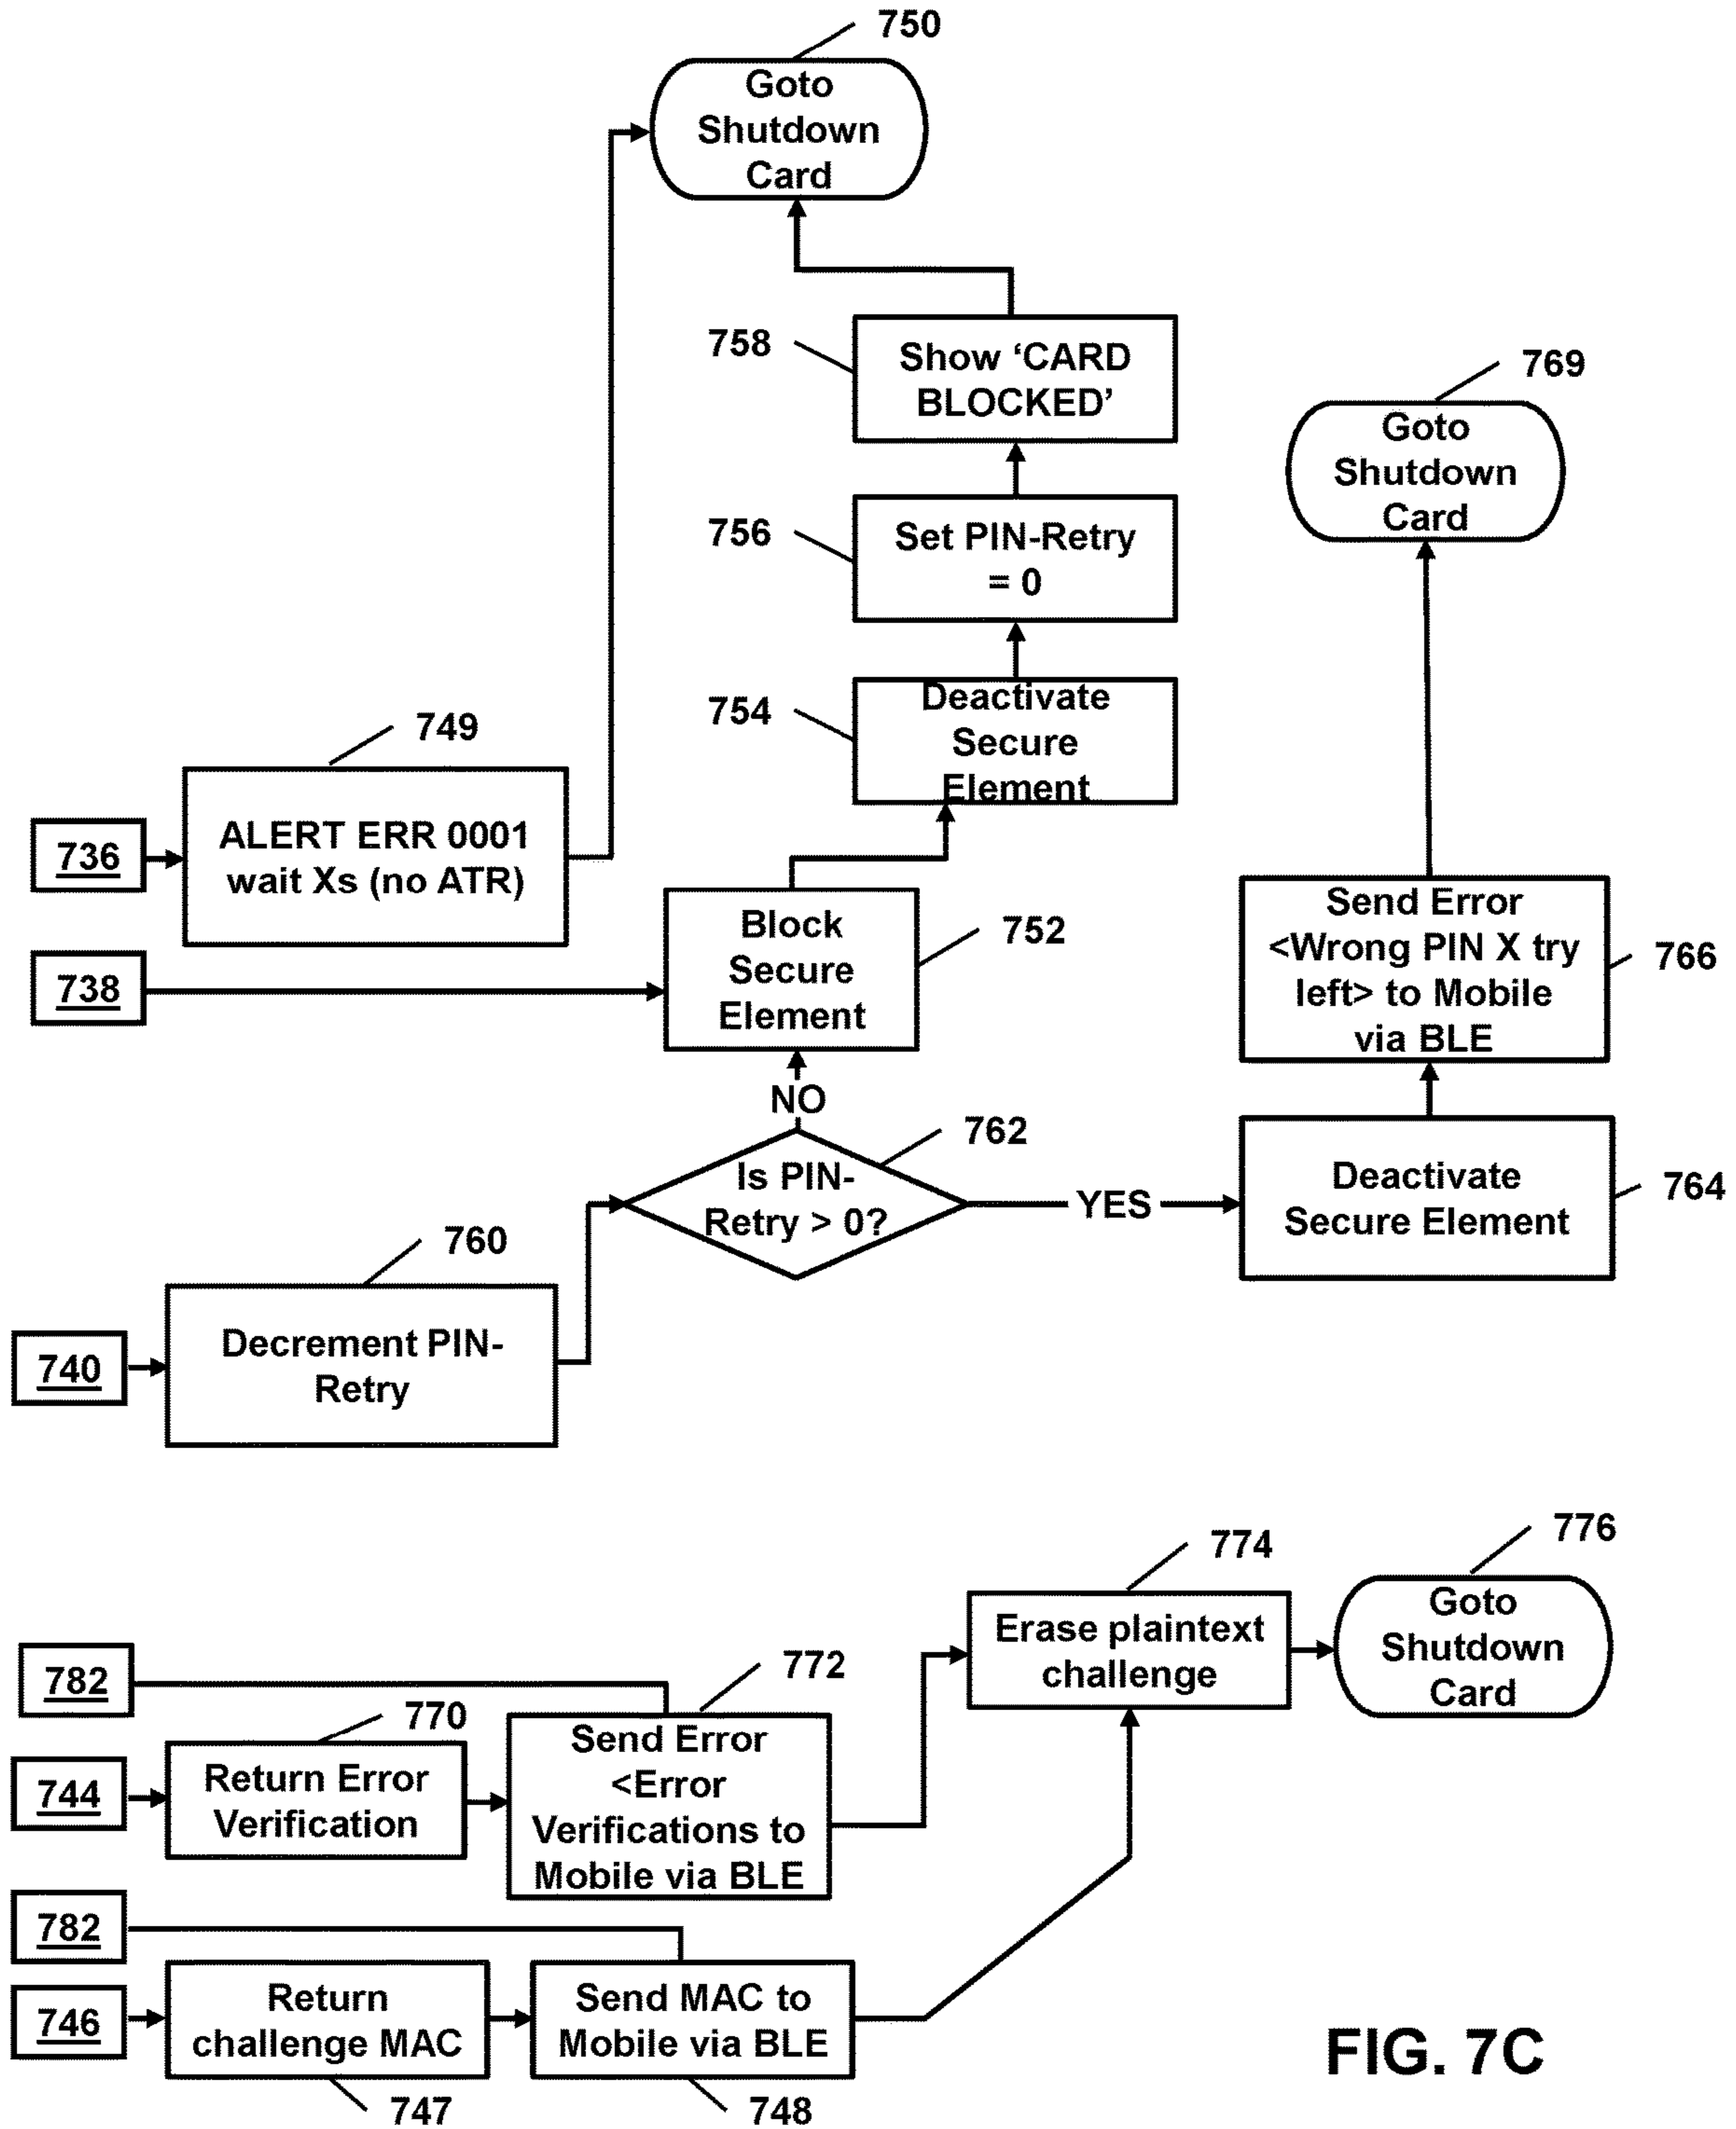 750
Goto
Shutdown
Card
758
Show ‘CARD
BLOCKED’
769
Goto
Shutdown
Card
756
Set PIN-Retry
= 0
754
Deactivate
Secure
Element
749
736
ALERT ERR 0001
wait Xs (no ATR)
738
Block
Secure
Element
752
Send Error
<Wrong PIN X try
left> to Mobile
via BLE
766
NO
762
Is PIN-
Retry > 0?
YES
Deactivate
Secure Element
764
760
740
Decrement PIN-
Retry
774
776
Erase plaintext
challenge
Goto
Shutdown
Card
782
772
770
744
Return Error
Verification
Send Error
<Error
Verifications to
Mobile via BLE
782
746
Return
challenge MAC
Send MAC to
Mobile via BLE
747
748
FIG. 7C